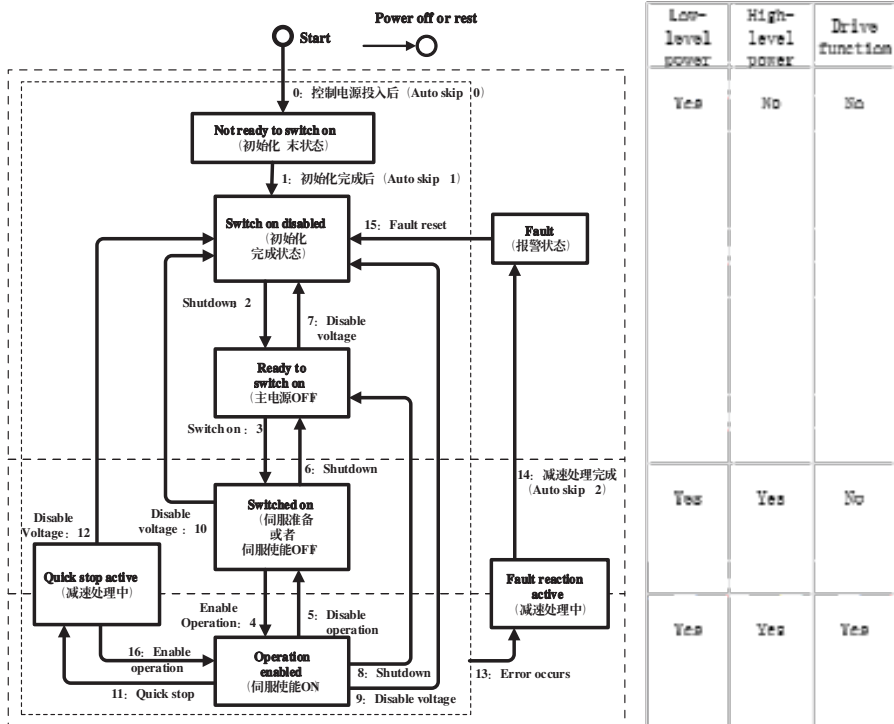 Power off or rest
Start
0：控制电源投入后（Auto skip 0）
Not ready to switch on
（初始化 末状态）
1：初始化完成后（Auto skip 1）
Switch on disabled
（初始化
完成状态）
15：Fault reset
Fault
（报警状态）
Shutdown：2
7：Disable
voltage
Ready to
switch on
（主电源OFF
Switch on：3
6：Shutdown
14：减速处理完成
（Auto skip 2）
Switched on
（伺服准备
或者
伺服使能OFF
Disable
Voltage：12
Disable
voltage：10
Quick stop active
（减速处理中）
Fault reaction
active
（减速处理中）
Enable
Operation：4
5：Disable
operation
16：Enable
operation
Operation
enabled
（伺服使能ON
11：Quick stop
8：Shutdown
9：Disable voltage
13：Error occurs
Low-
level
power
High-
level
power
Drive
function
Yes No No
Yes Yes No
Yes Yes Yes